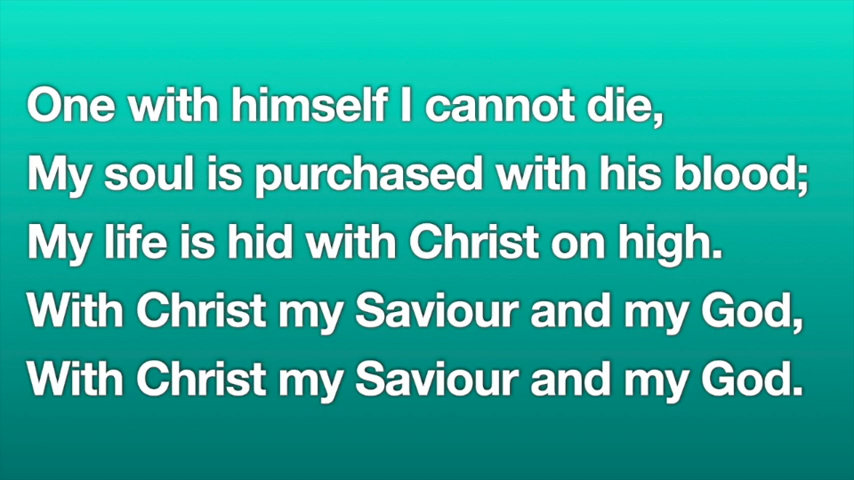 One with himself I cannot die,
My soul is purchased with his blood;
My life is hid with Christ on high.
With Christ my Saviour and my God,
With Christ my Saviour and my God.